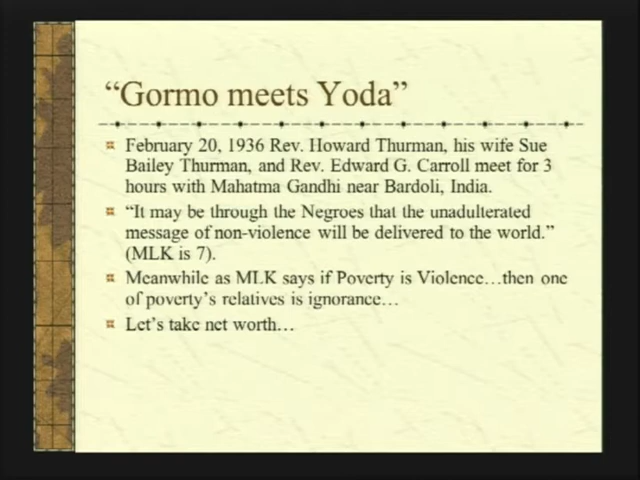 “Gormo meets Yoda”
February 20, 1936 Rev. Howard Thurman, his wife Sue
Bailey Thurman, and Rev. Edward G. Carroll meet for 3
hours with Mahatma Gandhi near Bardoli, India.
“It may be through the Negroes that the unadulterated
message of non-violence will be delivered to the world.”
(MLK is 7).
Meanwhile as MLK says if Poverty is Violence…then one
of poverty’s relatives is ignorance…
Let’s take net worth…